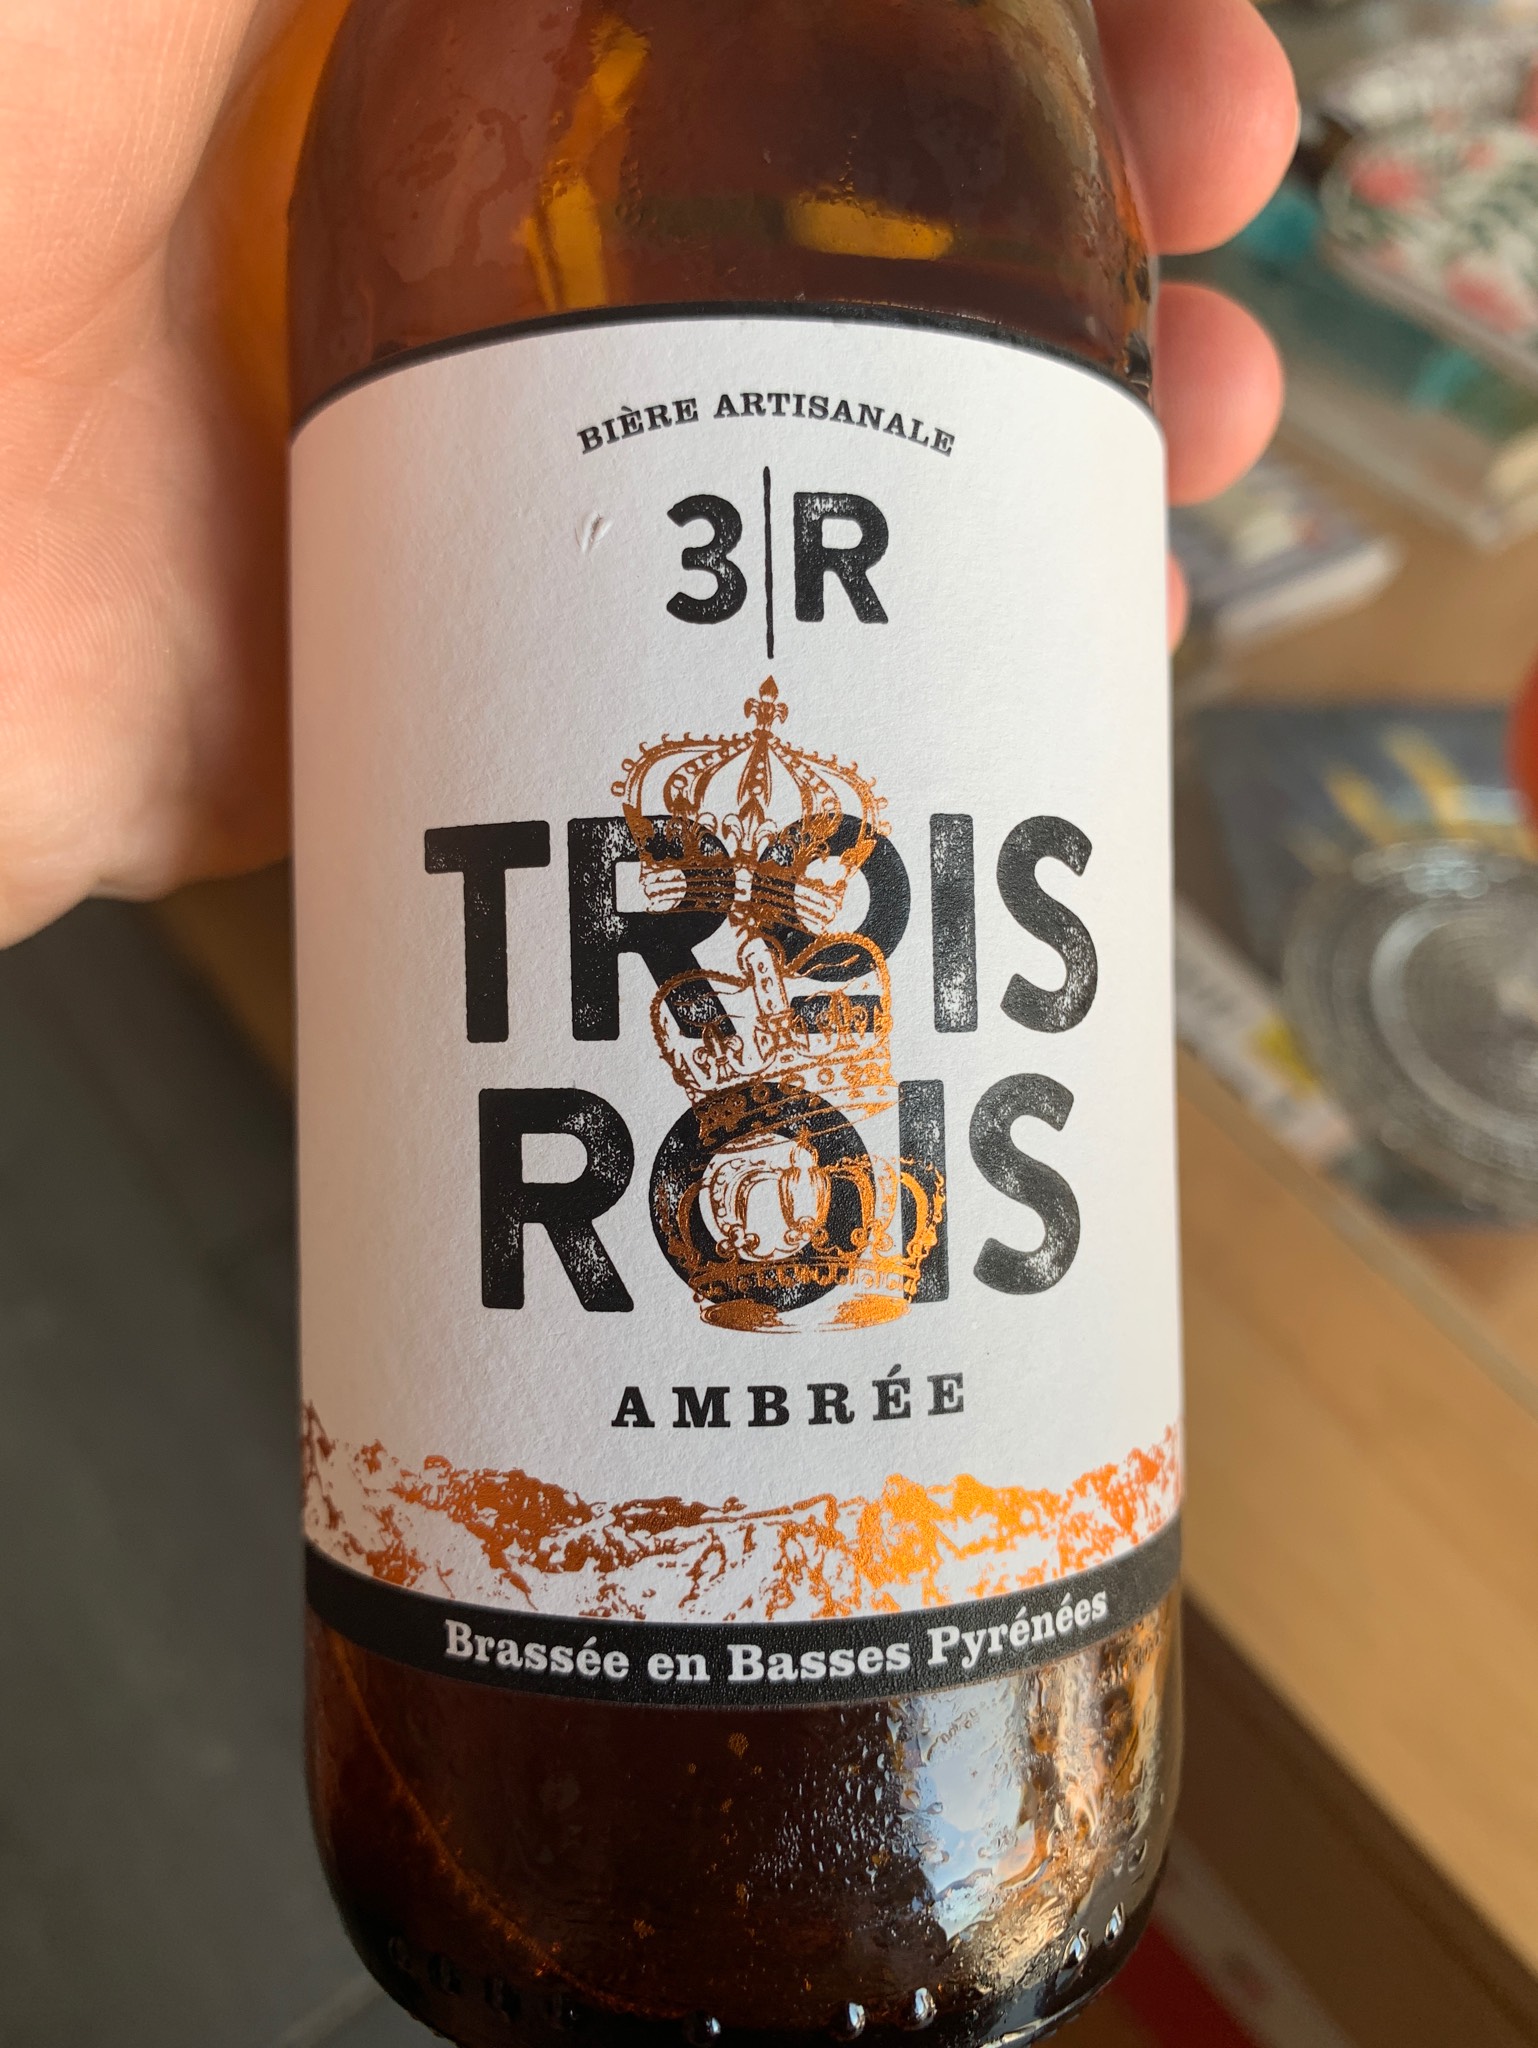 BIÈRE ARTISANALE
3|R
TROIS
ROIS
AMBRÉE
Brassée en Basses Pyrénées